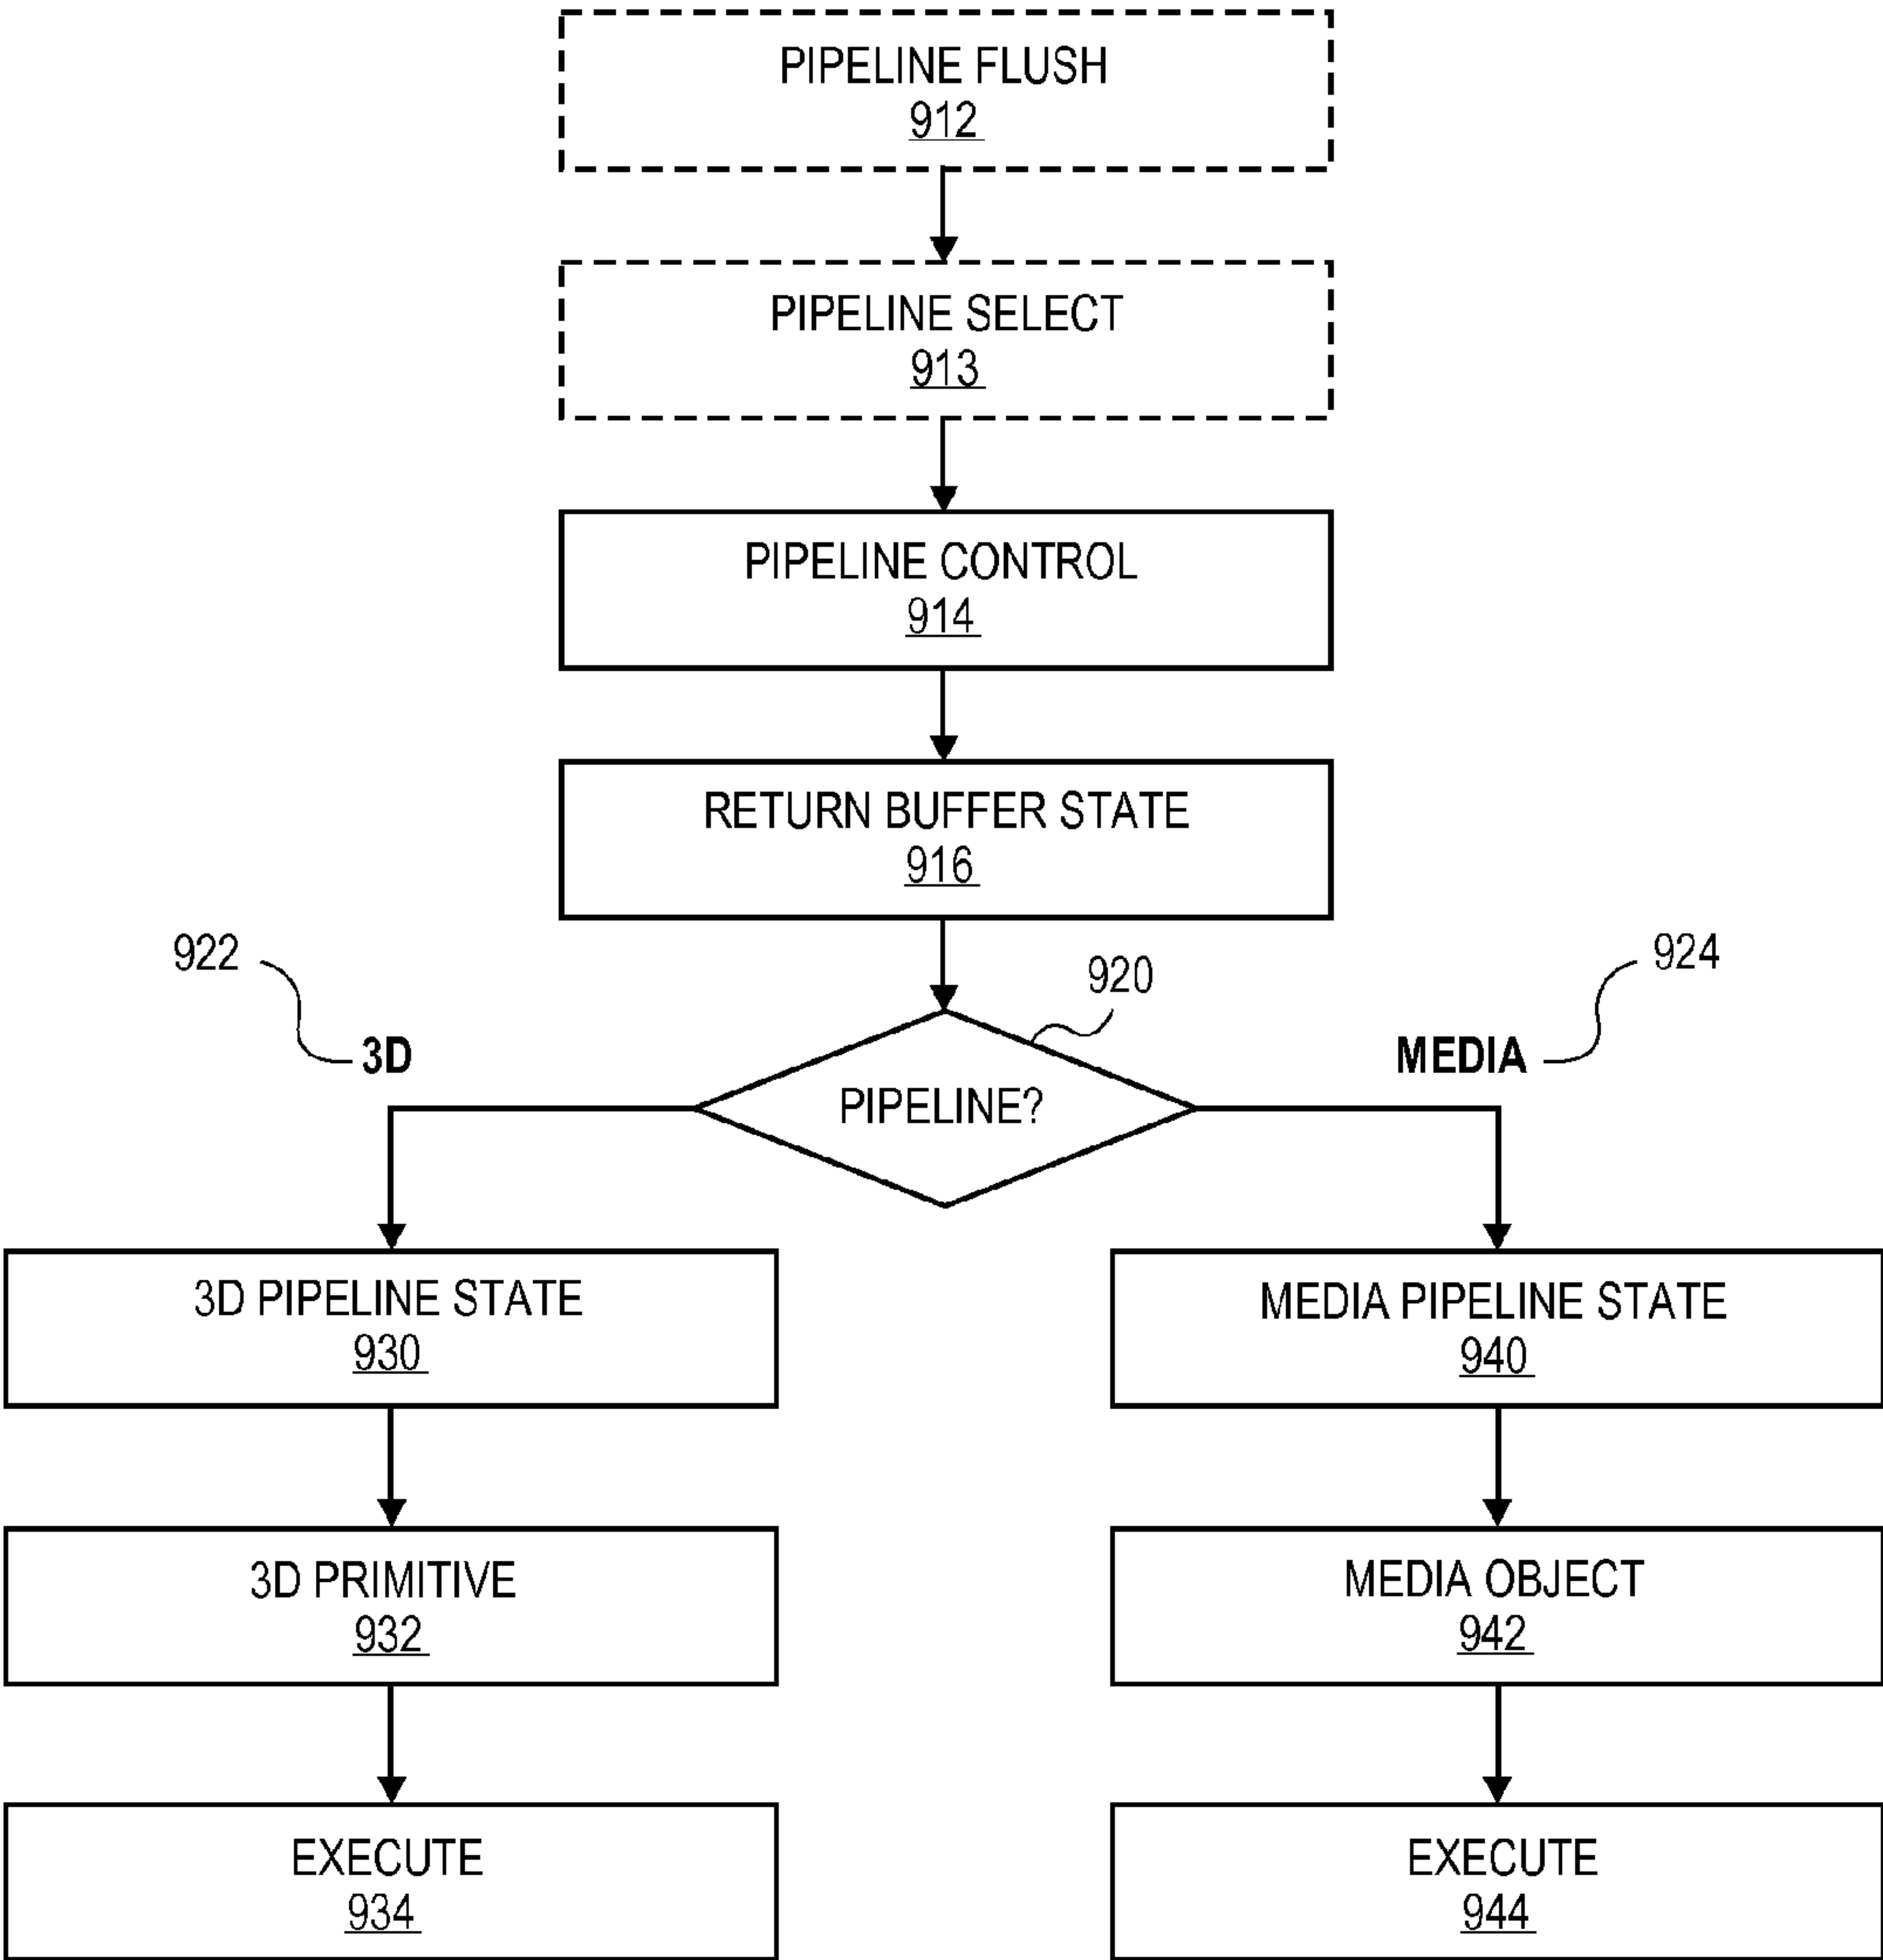 PIPELINE FLUSH
912
PIPELINE SELECT
913
PIPELINE CONTROL
914
RETURN BUFFER STATE
916
922
920
924
3D
MEDIA
PIPELINE?
3D PIPELINE STATE
930
MEDIA PIPELINE STATE
940
3D PRIMITIVE
932
MEDIA OBJECT
942
EXECUTE
934
EXECUTE
944